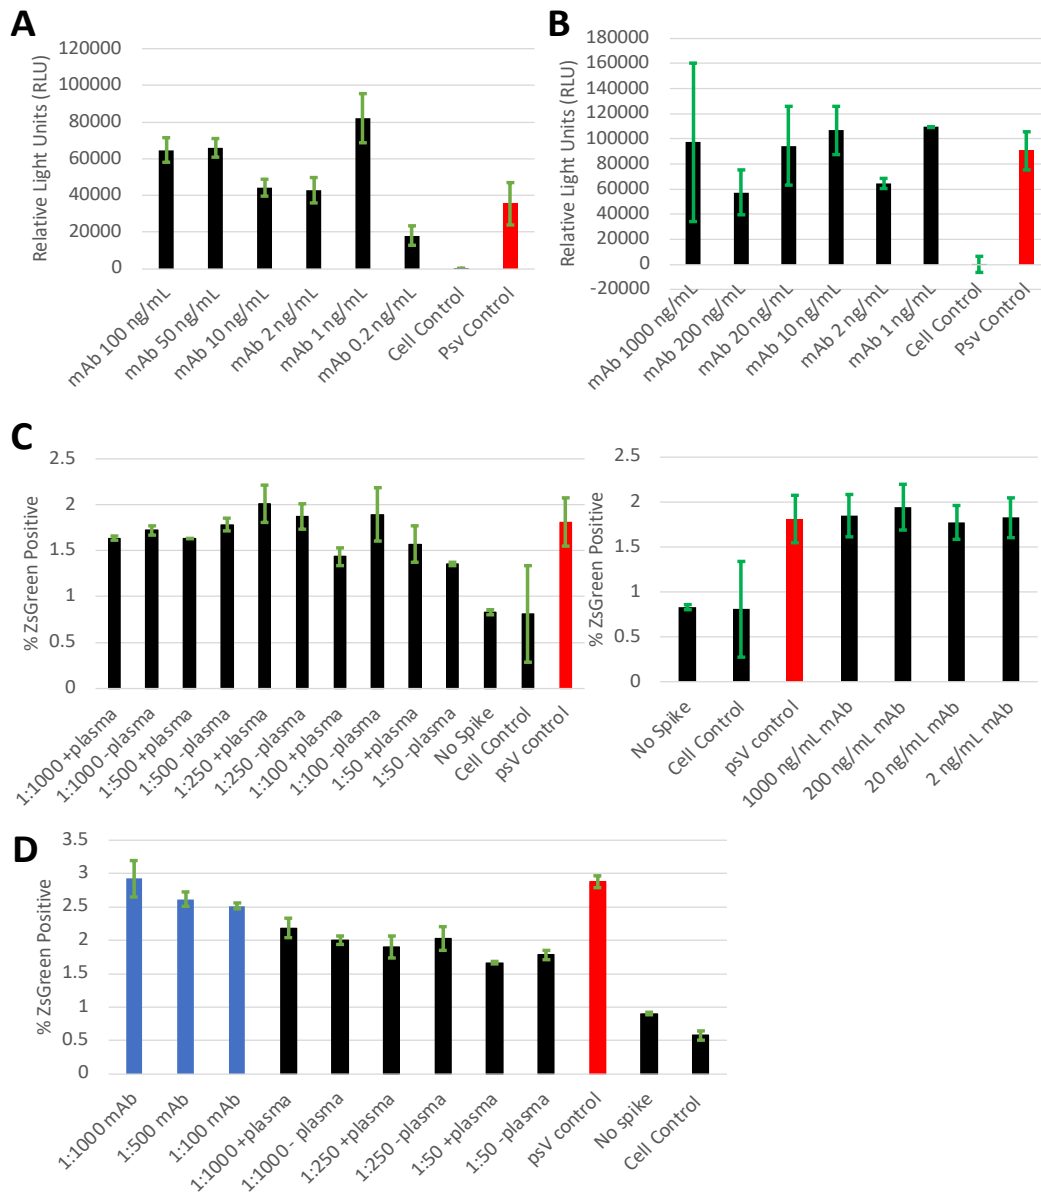 A
Relative Light Units (RLU)
120000
100000
80000
60000
40000
20000
0
mAb 100 ng/mL
mAb 50 ng/mL
mAb 10 ng/mL
mAb 2 ng/mL
mAb 1 ng/mL
mAb 0.2 ng/mL
Cell Control
Psv Control
B
Relative Light Units (RLU)
180000
160000
140000
120000
100000
80000
60000
40000
20000
0
-20000
mAb 1000 ng/mL
mAb 200 ng/mL
mAb 20 ng/mL
mAb 10 ng/mL
mAb 2 ng/mL
mAb 1 ng/mL
Cell Control
Psv Control
C
% ZsGreen Positive
2.5
2
1.5
1
0.5
0
1:1000 +plasma
1:1000 -plasma
1:500 +plasma
1:500 -plasma
1:250 +plasma
1:250 -plasma
1:100 +plasma
1:100 -plasma
1:50 +plasma
1:50 -plasma
No Spike
Cell Control
psV control
% ZsGreen Positive
2.5
2
1.5
1
0.5
0
No Spike
Cell Control
psV control
1000 ng/mL mAb
200 ng/mL mAb
20 ng/mL mAb
2 ng/mL mAb
D
% ZsGreen Positive
3.5
3
2.5
2
1.5
1
0.5
0
1:1000 mAb
1:500 mAb
1:100 mAb
1:1000 +plasma
1:1000 - plasma
1:250 +plasma
1:250 -plasma
1:50 +plasma
1:50 -plasma
psV control
No spike
Cell Control